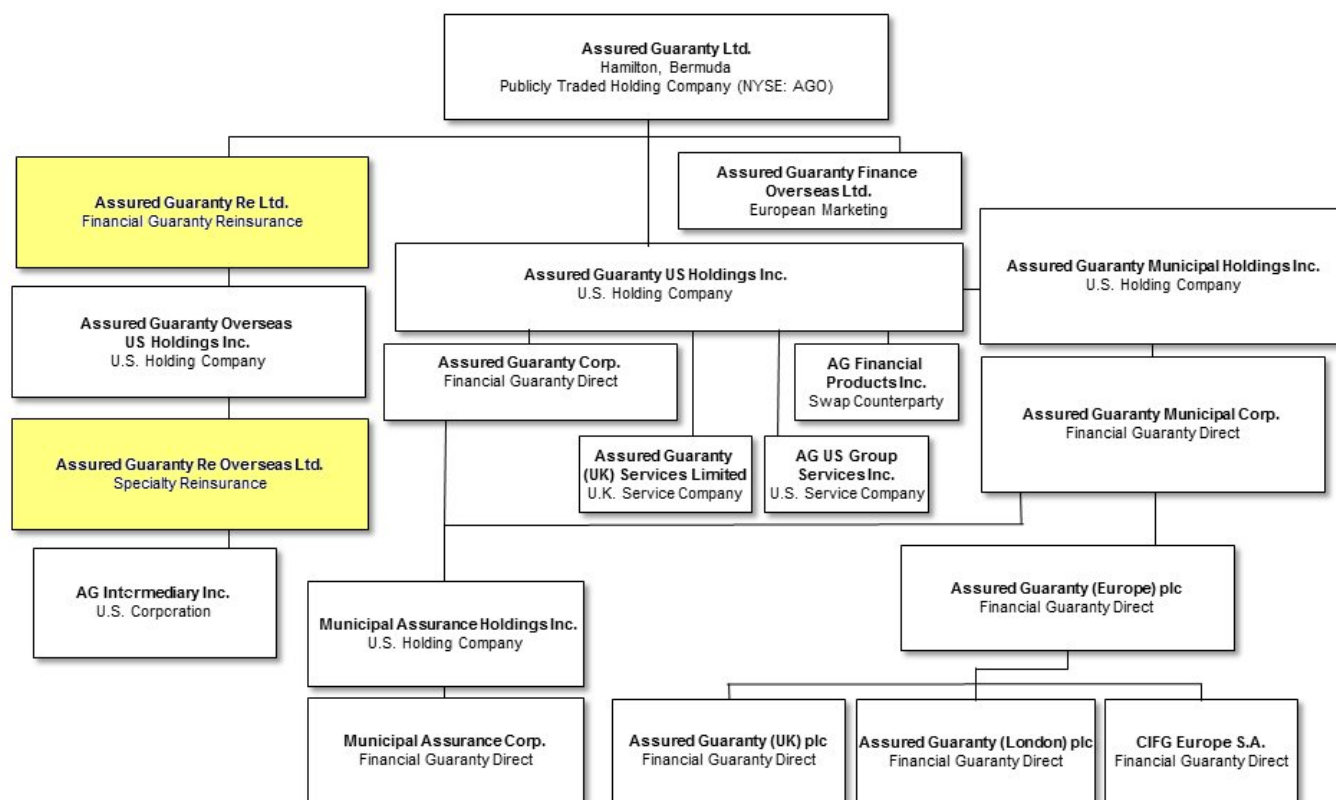 Assured Guaranty Ltd.
Hamilton, Bermuda
Publicly Traded Holding Company (NYSE: AGO)
Assured Guaranty Re Ltd.
Financial Guaranty Reinsurance
Assured Guaranty Finance
Overseas Ltd.
European Marketing
Assured Guaranty US Holdings Inc.
U.S. Holding Company
Assured Guaranty Municipal Holdings Inc.
U.S. Holding Company
Assured Guaranty Overseas
US Holdings Inc.
U.S. Holding Company
Assured Guaranty Corp.
Financial Guaranty Direct
AG Financial
Products Inc.
Swap Counterparty
Assured Guaranty Municipal Corp.
Financial Guaranty Direct
Assured Guaranty Re Overseas Ltd.
Specialty Reinsurance
Assured Guaranty
(UK) Services Limited
U.K. Service Company
AG US Group
Services Inc.
U.S. Service Company
AG Intermediary Inc.
U.S. Corporation
Assured Guaranty (Europe) plc
Financial Guaranty Direct
Municipal Assurance Holdings Inc.
U.S. Holding Company
Municipal Assurance Corp.
Financial Guaranty Direct
Assured Guaranty (UK) plc
Financial Guaranty Direct
Assured Guaranty (London) plc
Financial Guaranty Direct
CIFG Europe S.A.
Financial Guaranty Direct